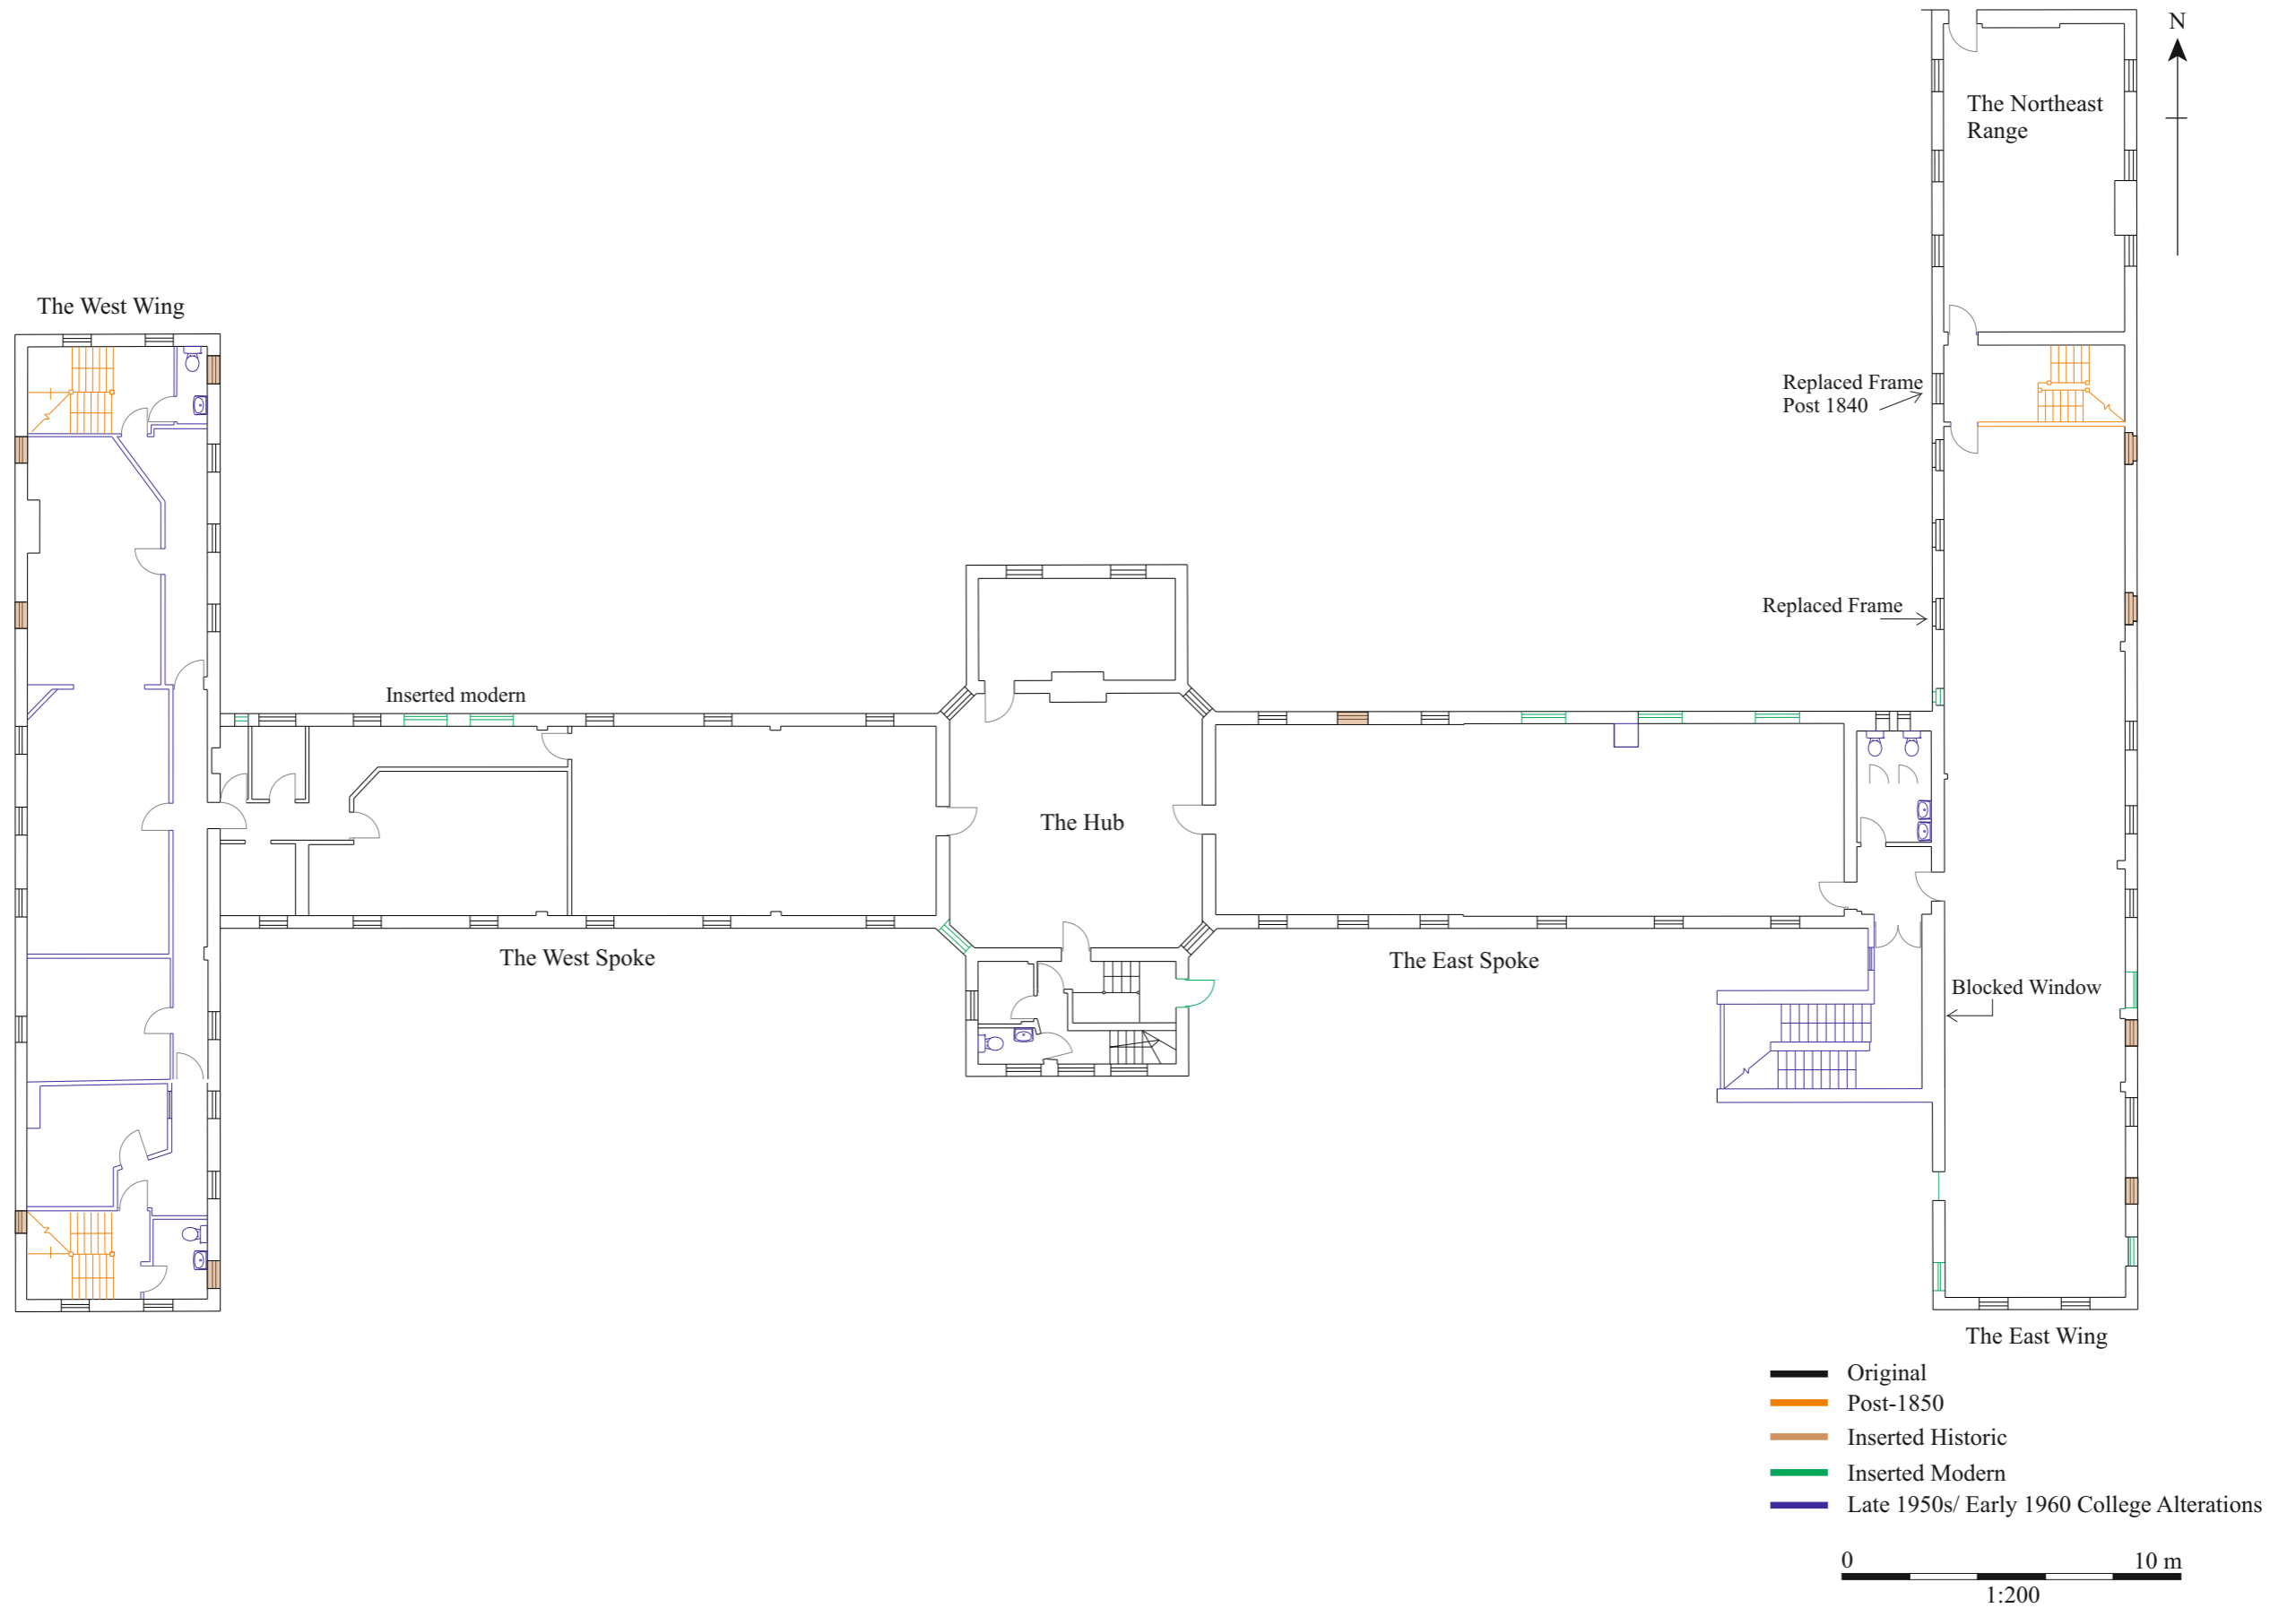 N
The Northeast
Range
The West Wing
Replaced Frame
Post 1840
Replaced Frame
Inserted modern
The Hub
The West Spoke
The East Spoke
Blocked Window
The East Wing
Original
Post-1850
Inserted Historic
Inserted Modern
Late 1950s/ Early 1960 College Alterations
0 10 m
1:200